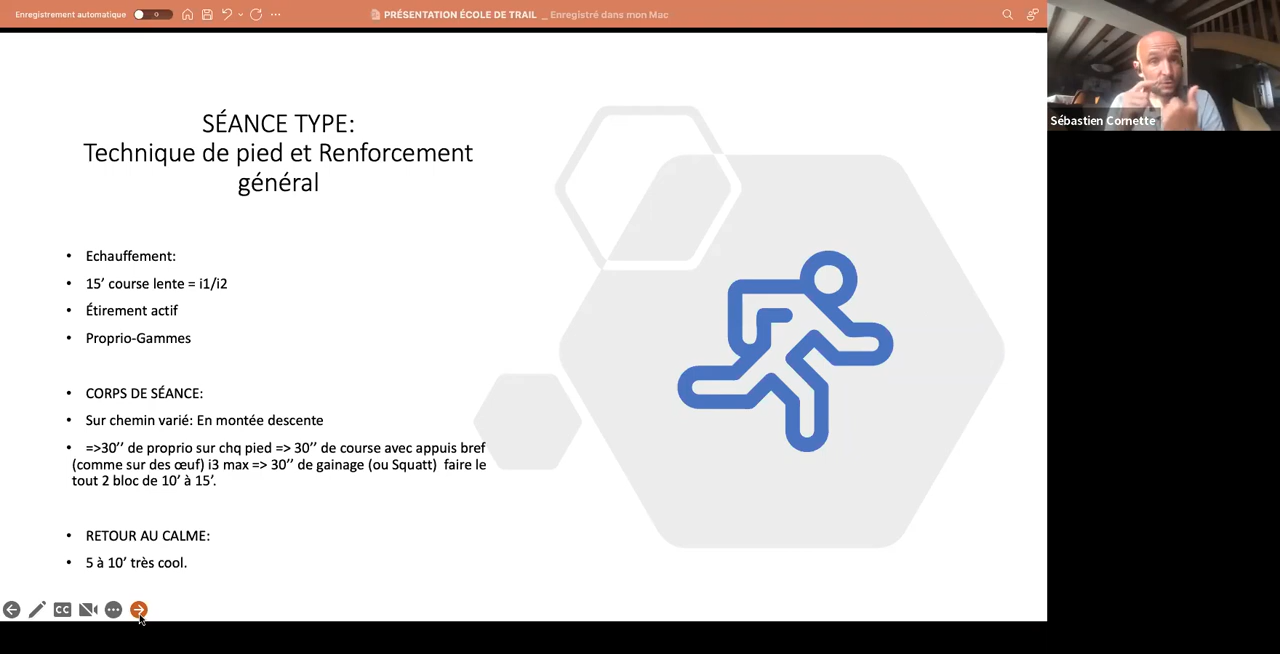 Enregistrement automatique
PRÉSENTATION ÉCOLE DE TRAIL _ Enregistré dans mon Mac
Sébastien Cornette
SÉANCE TYPE:
Technique de pied et Renforcement
général
• Echauffement:
• 15’ course lente = i1/i2
• Étirement actif
• Proprio-Gammes
• CORPS DE SÉANCE:
• Sur chemin varié: En montée descente
• =>30’’ de proprio sur chq pied => 30’’ de course avec appuis bref
(comme sur des œuf) i3 max => 30’’ de gainage (ou Squatt) faire le
tout 2 bloc de 10’ à 15’.
• RETOUR AU CALME:
• 5 à 10’ très cool.
CC